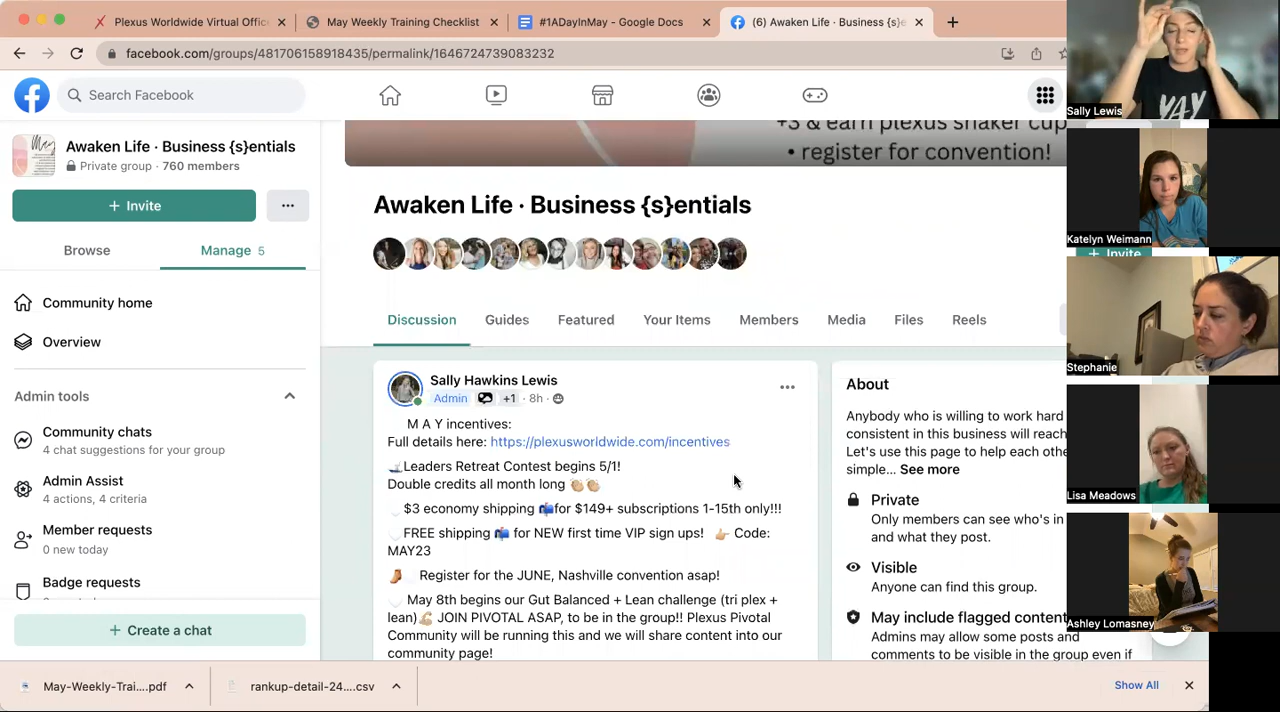 Plexus Worldwide Virtual Offic
May Weekly Training Checklist
#1ADayInMay - Google Docs
(6) Awaken Life · Business {s}e
facebook.com/groups/481706158918435/permalink/1646724739083232
Search Facebook
Awaken Life · Business {s}entials
Private group · 760 members
+ Invite
Browse
Manage 5
Community home
Overview
Admin tools
Community chats
4 chat suggestions for your group
Admin Assist
4 actions, 4 criteria
Member requests
0 new today
Badge requests
+ Create a chat
+3 & earn plexus shaker cup
• register for convention!
Awaken Life · Business {s}entials
+ Invite
Discussion
Guides
Featured
Your Items
Members
Media
Files
Reels
Sally Hawkins Lewis
Admin +1 · 8h ·
M A Y incentives:
Full details here: https://plexusworldwide.com/incentives
Leaders Retreat Contest begins 5/1!
Double credits all month long 👏🏼👏🏼
$3 economy shipping 📬for $149+ subscriptions 1-15th only!!!
FREE shipping 📬 for NEW first time VIP sign ups! 👉🏼 Code:
MAY23
Register for the JUNE, Nashville convention asap!
May 8th begins our Gut Balanced + Lean challenge (tri plex +
lean)💪🏼 JOIN PIVOTAL ASAP, to be in the group!! Plexus Pivotal
Community will be running this and we will share content into our
community page!
About
Anybody who is willing to work hard
consistent in this business will reach
Let's use this page to help each othe
simple... See more
Private
Only members can see who's in
and what they post.
Visible
Anyone can find this group.
May include flagged content
Admins may allow some posts and
comments to be visible in the group even if
YAY
Sally Lewis
Katelyn Weimann
Stephanie
Lisa Meadows
Ashley Lomasney
May-Weekly-Trai....pdf
rankup-detail-24....csv
Show All